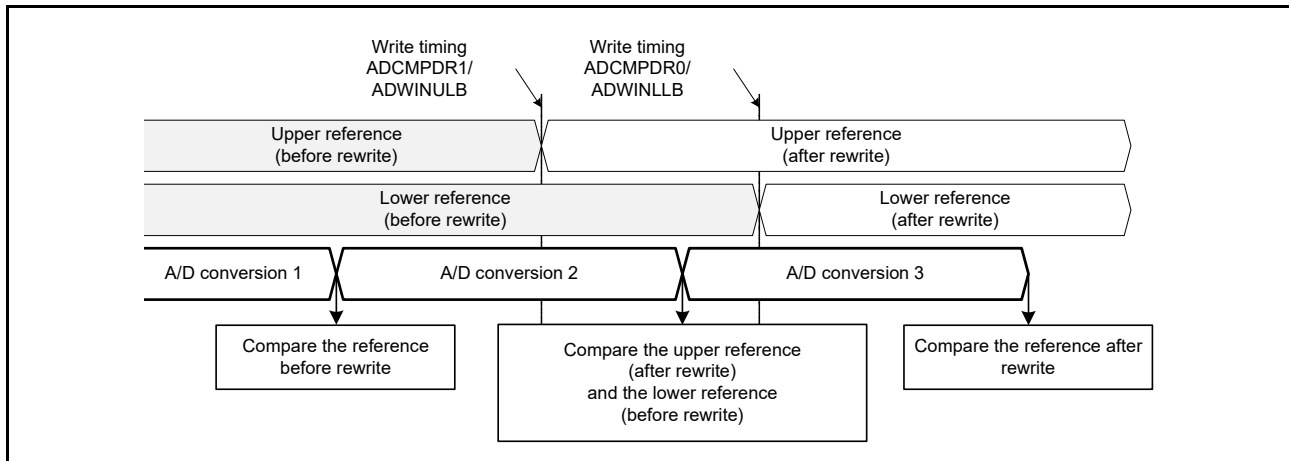 Write timing
ADCMPDR1/
ADWINULB
Write timing
ADCMPDR0/
ADWINLLB
Upper reference
(before rewrite)
Upper reference
(after rewrite)
Lower reference
(before rewrite)
Lower reference
(after rewrite)
A/D conversion 1
A/D conversion 2
A/D conversion 3
Compare the reference
before rewrite
Compare the upper reference
(after rewrite)
and the lower reference
(before rewrite)
Compare the reference after
rewrite